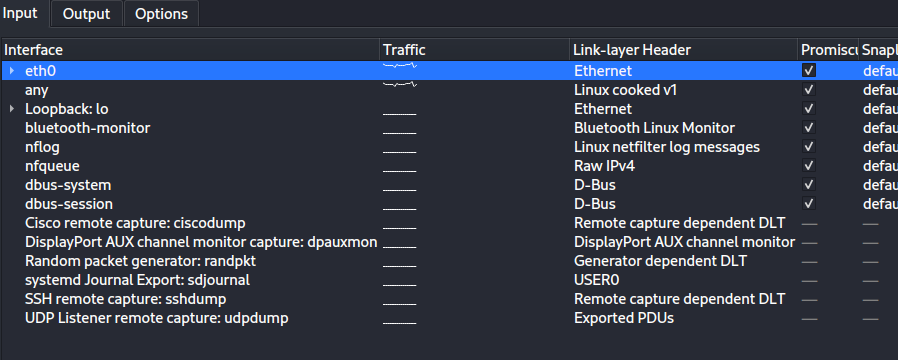 Input Output Options
Interface Traffic Link-layer Header Promiscu Snapl
eth0 Ethernet defau
any Linux cooked v1 defau
Loopback: lo Ethernet defau
bluetooth-monitor Bluetooth Linux Monitor defau
nflog Linux netfilter log messages defau
nfqueue Raw IPv4 defau
dbus-system D-Bus defau
dbus-session D-Bus defau
Cisco remote capture: ciscodump Remote capture dependent DLT — —
DisplayPort AUX channel monitor capture: dpauxmon DisplayPort AUX channel monitor — —
Random packet generator: randpkt Generator dependent DLT — —
systemd Journal Export: sdjournal USER0 — —
SSH remote capture: sshdump Remote capture dependent DLT — —
UDP Listener remote capture: udpdump Exported PDUs — —